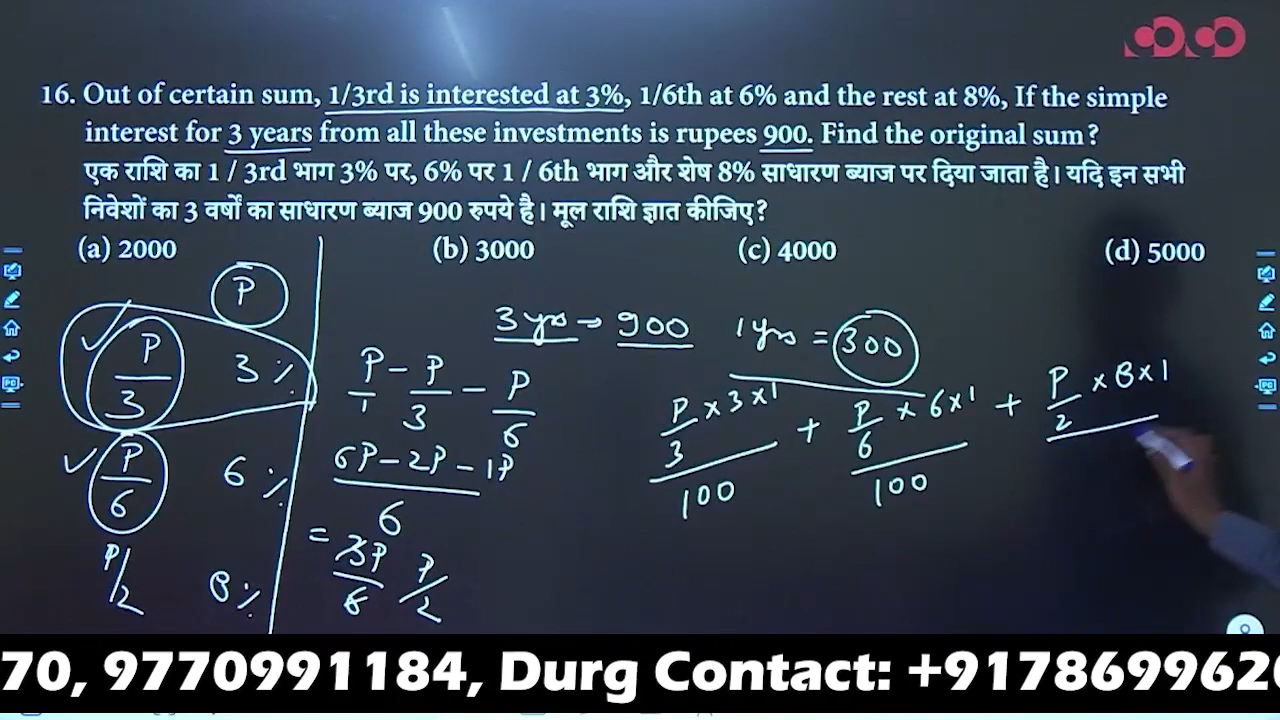 16. Out of certain sum, 1/3rd is interested at 3%, 1/6th at 6% and the rest at 8%, If the simple
interest for 3 years from all these investments is rupees 900. Find the original sum?
एक राशि का 1 / 3rd भाग 3% पर, 6% पर 1 / 6th भाग और शेष 8% साधारण ब्याज पर दिया जाता है। यदि इन सभी
निवेशों का 3 वर्षों का साधारण ब्याज 900 रुपये है। मूल राशि ज्ञात कीजिए?
(a) 2000 (b) 3000 (c) 4000 (d) 5000
P
P/3 3%
P/6 6%
P/2 8%
P/1 - P/3 - P/6
6P-2P-1P
6
= 3P/6 P/2
3 yrs → 900 1 yrs = 300
P/3 × 3 × 1 + P/6 × 6 × 1 + P/2 × 8 × 1
100 100
70, 9770991184, Durg Contact: +917869962